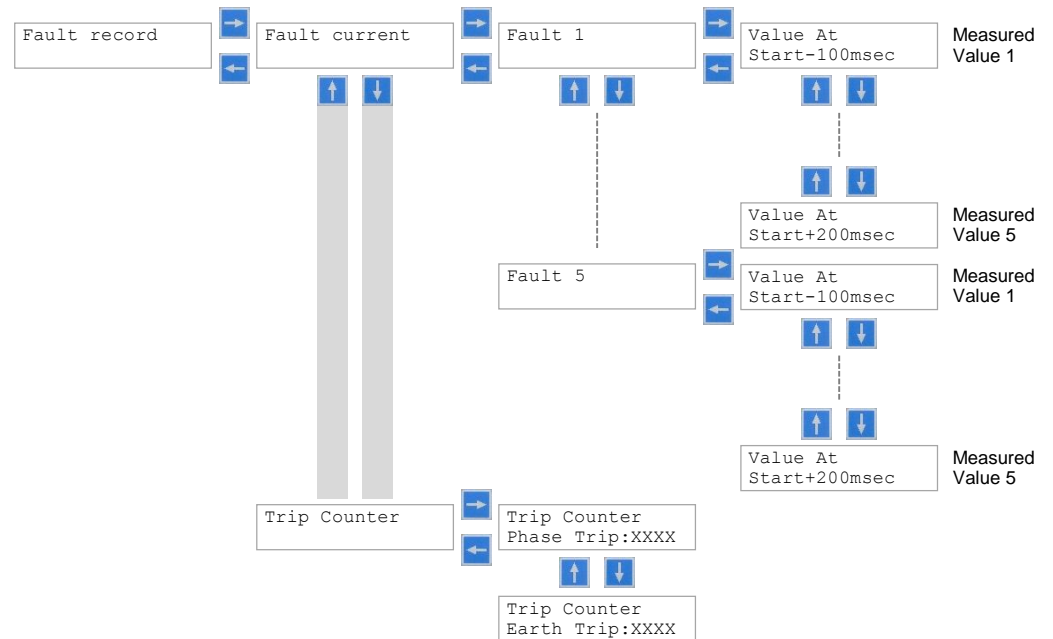 Fault record
Fault current
Fault 1
Value At
Start-100msec
Measured
Value 1
Value At
Start+200msec
Measured
Value 5
Fault 5
Value At
Start-100msec
Measured
Value 1
Value At
Start+200msec
Measured
Value 5
Trip Counter
Trip Counter
Phase Trip:XXXX
Trip Counter
Earth Trip:XXXX